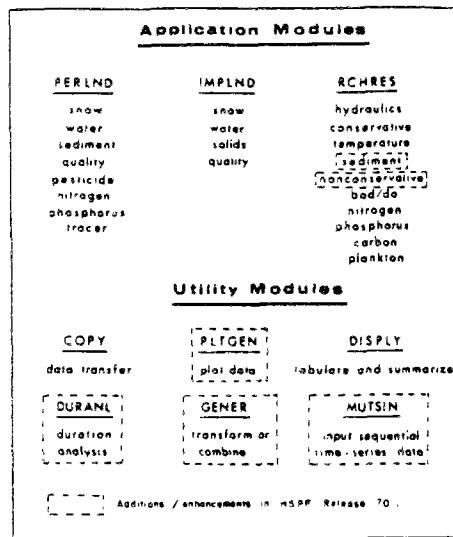 Application Modules
PERLND IMPLND RCHRES
snow snow hydraulics
water water conservative
sediment solids temperature
quality quality sediment
pesticide nonconservative
nitrogen bod/do
phosphorus nitrogen
tracer phosphorus
carbon
plankton
Utility Modules
COPY PLTGEN DISPLY
data transfer plot data tabulate and summarize
DURANL GENER MUTSIN
duration transform or input sequential
analysis combine time-series data
Additions / enhancements in HSPF Release 7.0.